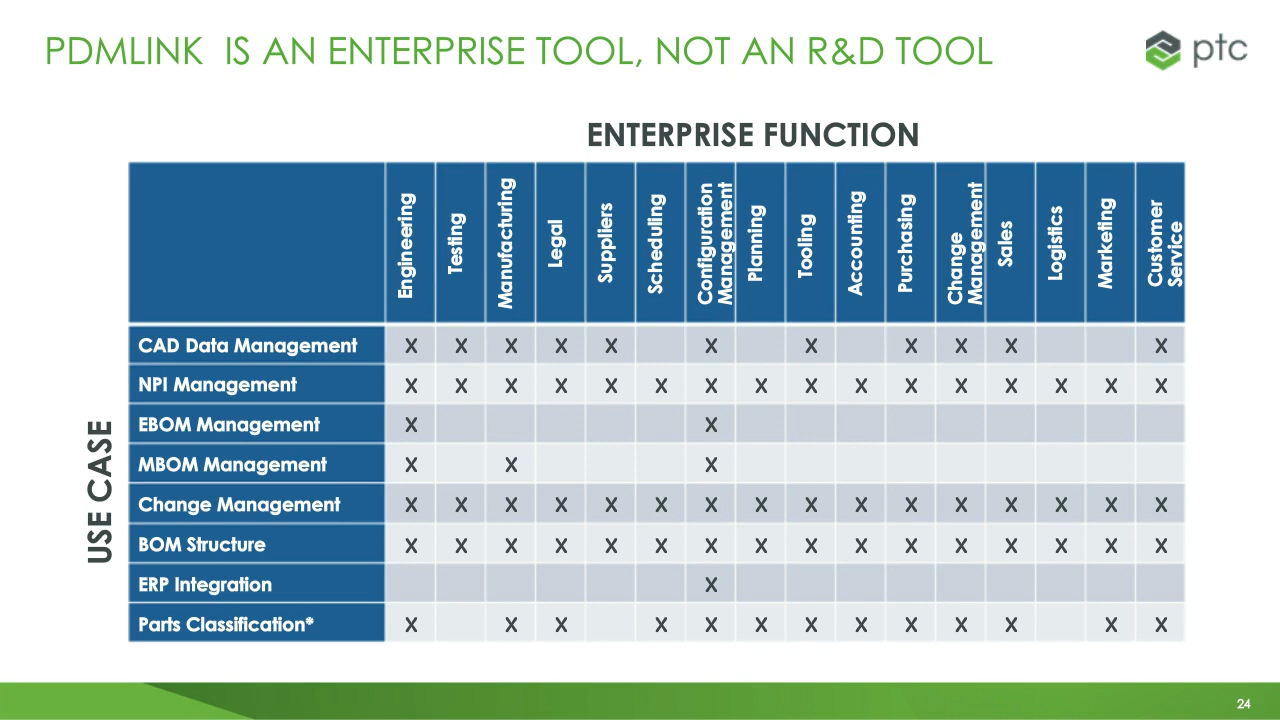 PDMLINK IS AN ENTERPRISE TOOL, NOT AN R&D TOOL
ptc
ENTERPRISE FUNCTION
Engineering
Testing
Manufacturing
Legal
Suppliers
Scheduling
Configuration
Management
Planning
Tooling
Accounting
Purchasing
Change
Management
Sales
Logistics
Marketing
Customer
Service
USE CASE
CAD Data Management X X X X X X X X X X X
NPI Management X X X X X X X X X X X X X X X X
EBOM Management X X
MBOM Management X X X
Change Management X X X X X X X X X X X X X X X X
BOM Structure X X X X X X X X X X X X X X X X
ERP Integration X
Parts Classification* X X X X X X X X X X X X X
24